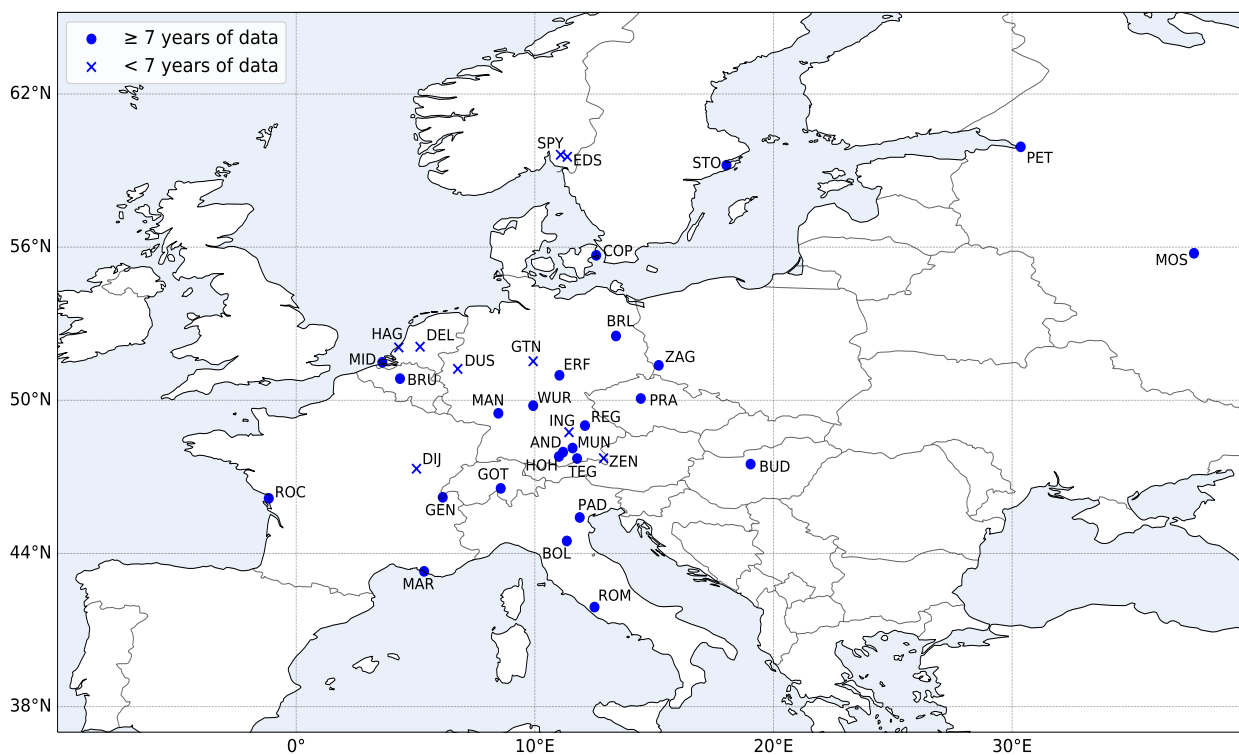 ≥ 7 years of data
< 7 years of data
62°N
SPY
EDS
STO
PET
56°N
COP
MOS
BRL
HAG
DEL
GTN
MID
DUS
ERF
ZAG
BRU
50°N
MAN
WUR
PRA
ING
REG
AND
MUN
DIJ
HOH
TEG
ZEN
BUD
GOT
ROC
GEN
PAD
44°N
BOL
MAR
ROM
38°N
0°
10°E
20°E
30°E